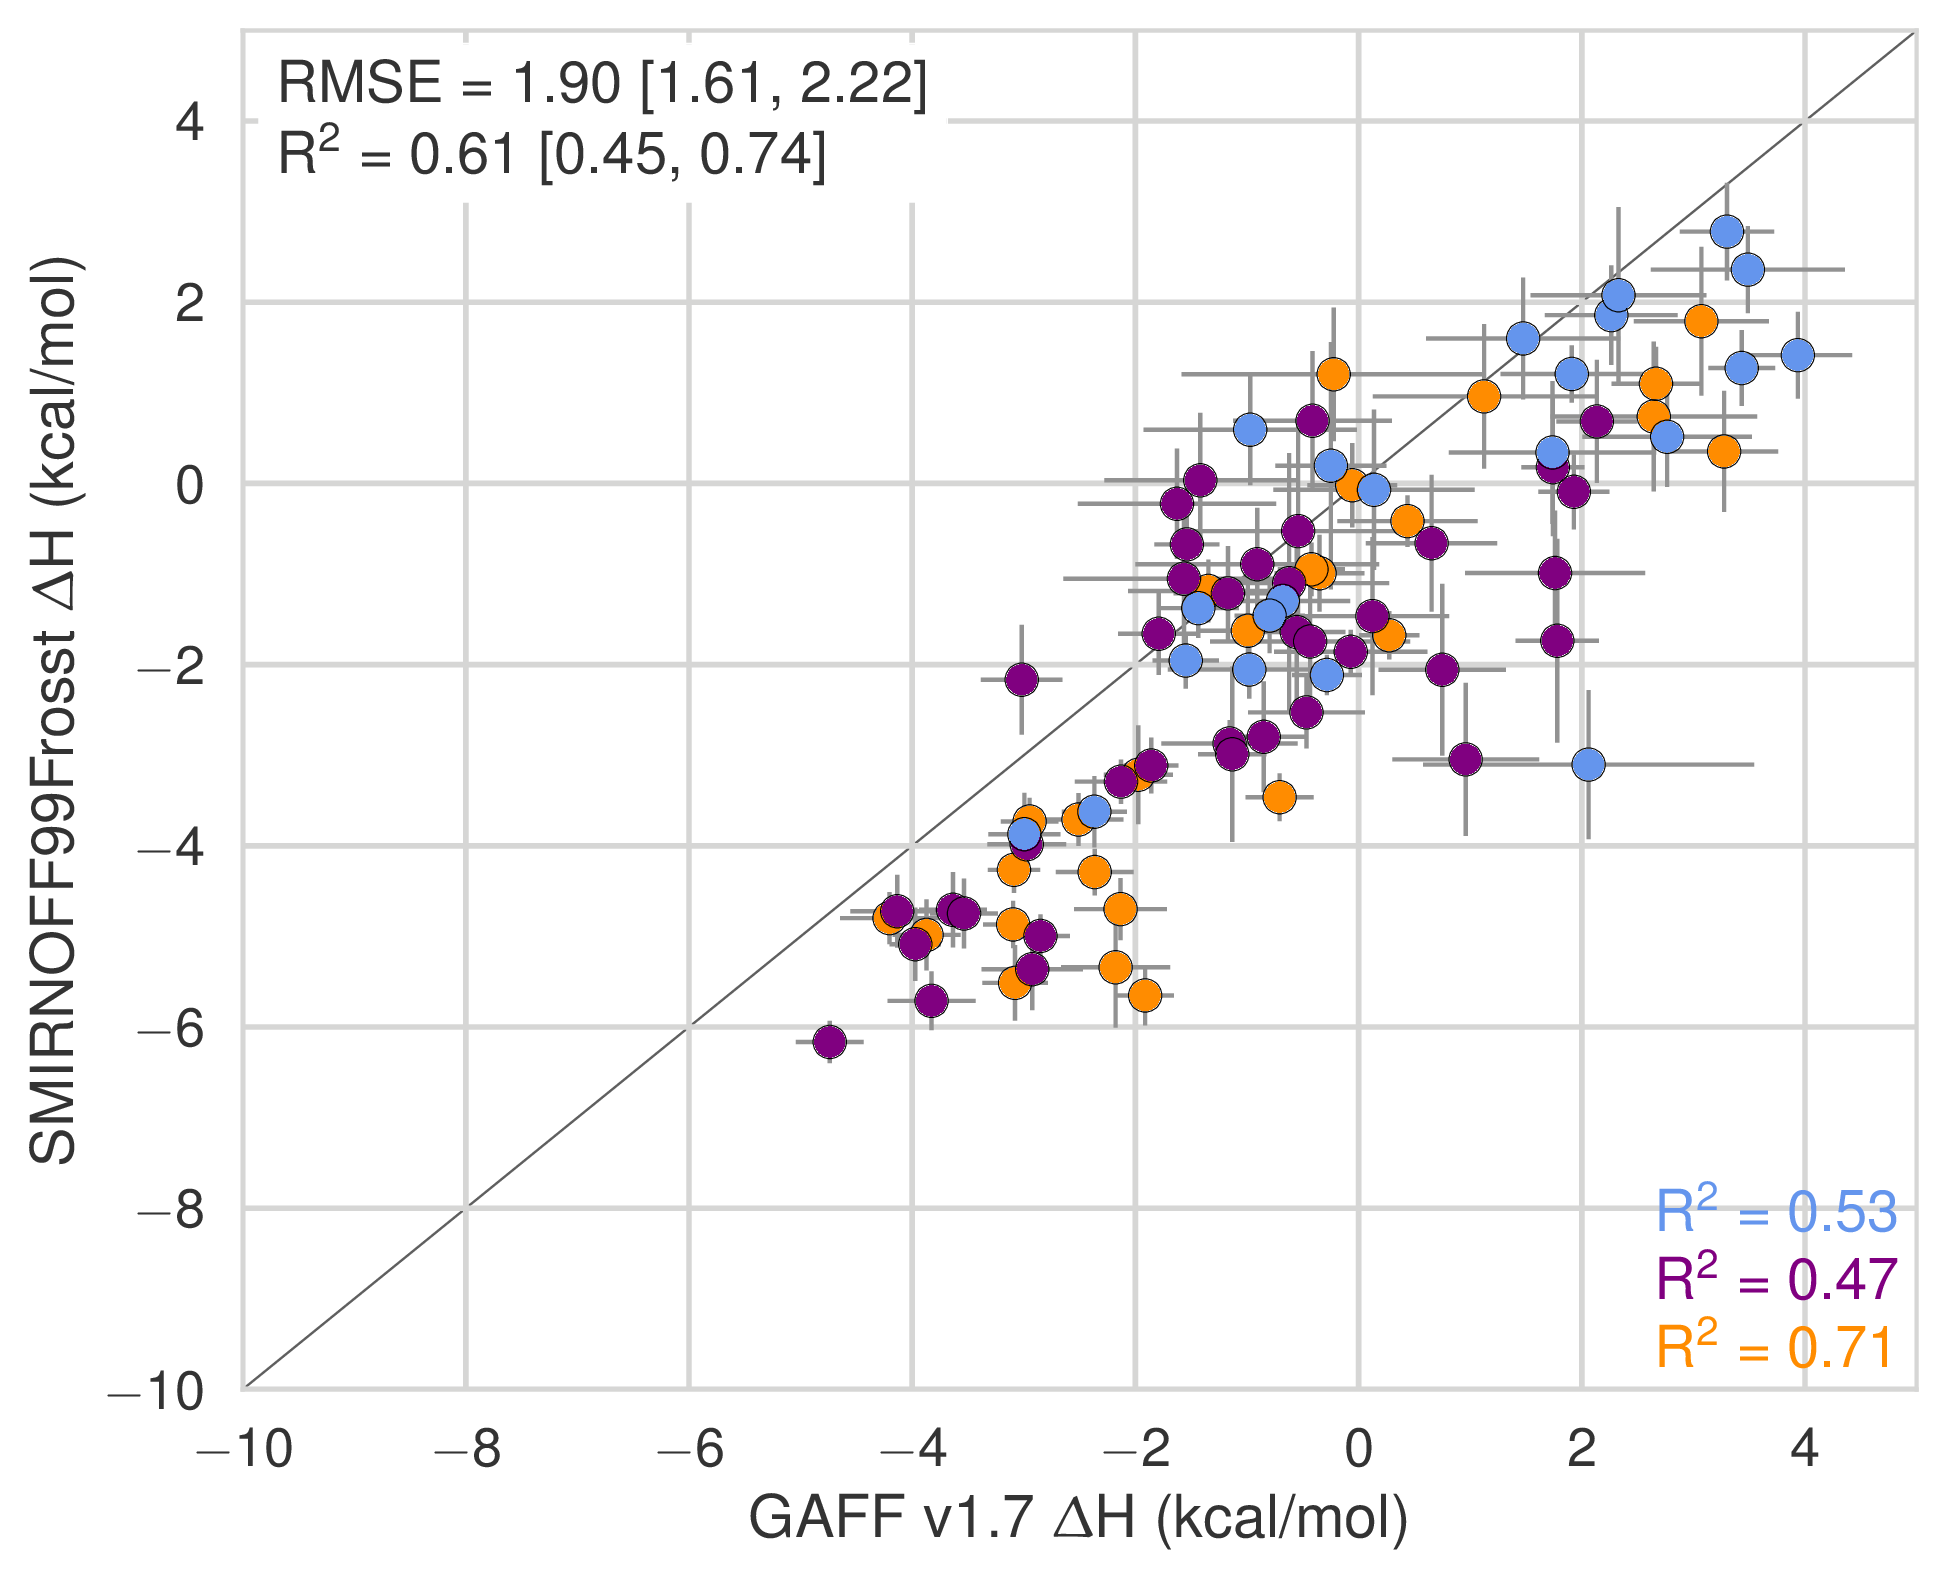 RMSE = 1.90 [1.61, 2.22]
R² = 0.61 [0.45, 0.74]
SMIRNOFF99Frosst ΔH (kcal/mol)
4
2
0
−2
−4
−6
−8
−10
R² = 0.53
R² = 0.47
R² = 0.71
−10 −8 −6 −4 −2 0 2 4
GAFF v1.7 ΔH (kcal/mol)